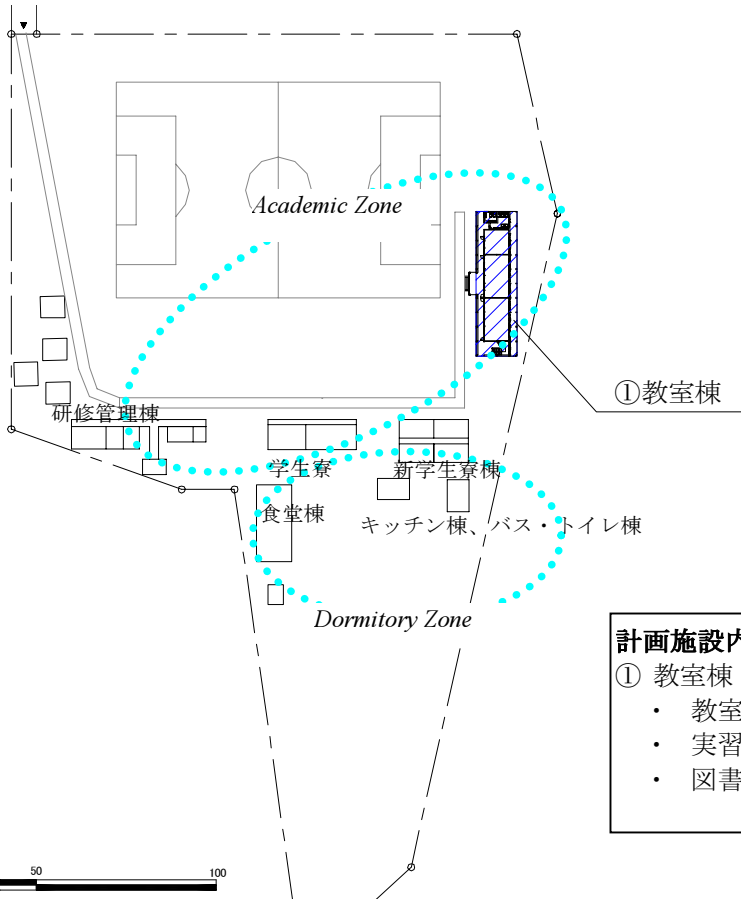 Academic Zone
①教室棟
研修管理棟
学生寮
新学生寮棟
食堂棟
キッチン棟、バス・トイレ棟
Dormitory Zone
計画施設内
① 教室棟
・ 教室
・ 実習
・ 図書
50
100